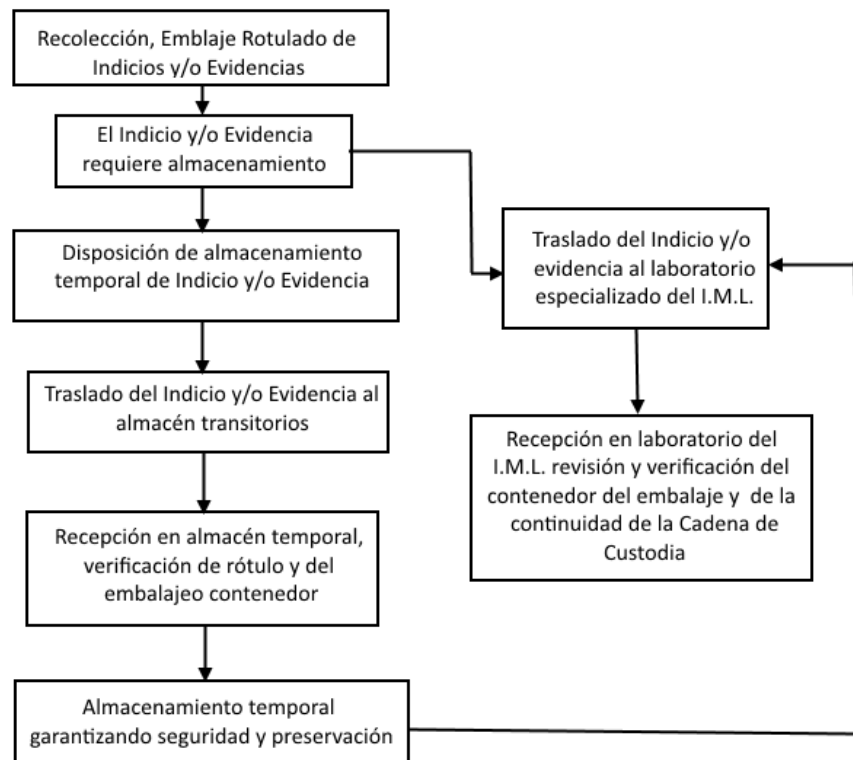 Recolección, Emblaje Rotulado de
Indicios y/o Evidencias
El Indicio y/o Evidencia
requiere almacenamiento
Disposición de almacenamiento
temporal de Indicio y/o Evidencia
Traslado del Indicio y/o Evidencia al
almacén transitorios
Recepción en almacén temporal,
verificación de rótulo y del
embalajeo contenedor
Almacenamiento temporal
garantizando seguridad y preservación
Traslado del Indicio y/o
evidencia al laboratorio
especializado del I.M.L.
Recepción en laboratorio del
I.M.L. revisión y verificación del
contenedor del embalaje y  de la
continuidad de la Cadena de
Custodia